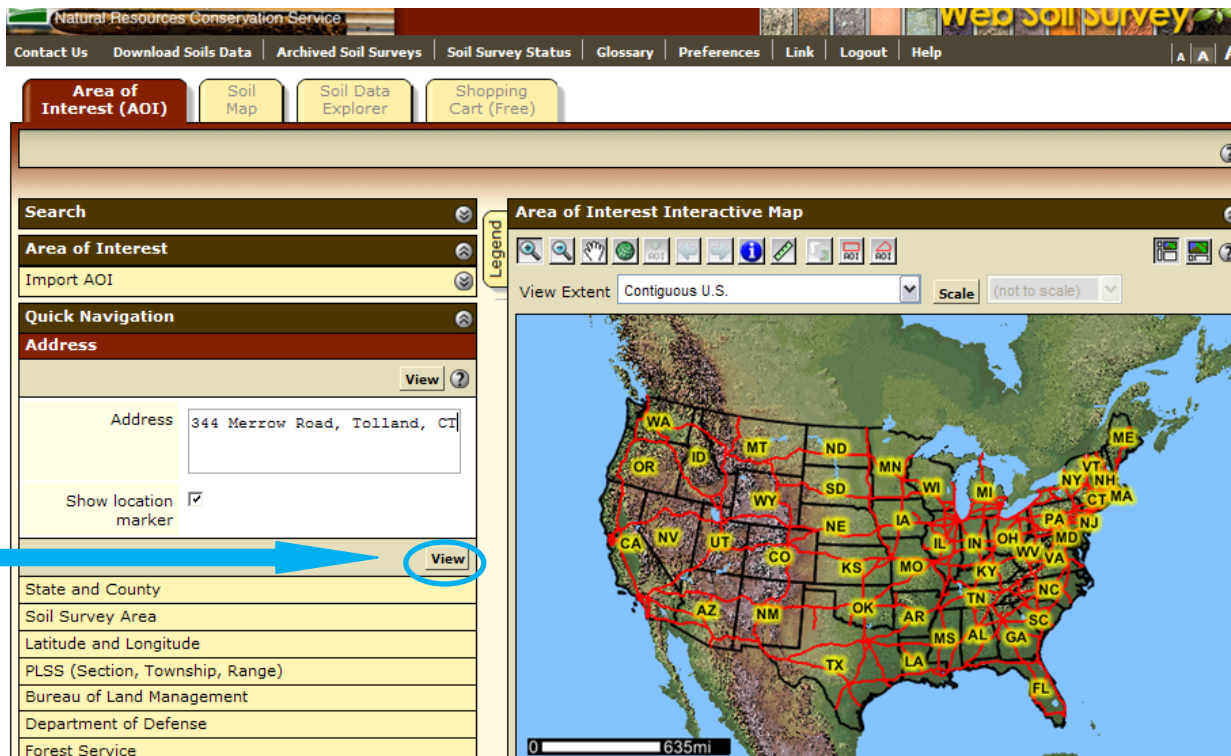 Natural Resources Conservation Service
Web Soil Survey
Contact Us Download Soils Data Archived Soil Surveys Soil Survey Status Glossary Preferences Link Logout Help A A A
Area of Interest (AOI)
Soil Map
Soil Data Explorer
Shopping Cart (Free)
Search
Area of Interest
Import AOI
Quick Navigation
Address
View ?
Address 344 Merrow Road, Tolland, CT
Show location marker
View
State and County
Soil Survey Area
Latitude and Longitude
PLSS (Section, Township, Range)
Bureau of Land Management
Department of Defense
Forest Service
Legend
Area of Interest Interactive Map
AOI i AOI AOI
View Extent Contiguous U.S. Scale (not to scale)
WA
MT ND ME
OR ID MN VT
NY NH
SD WI MI CT MA
WY
NE IA PA NJ
CA NV UT CO IL IN OH MD
WV VA
KS MO KY
NC
TN
AZ NM OK AR SC
MS AL GA
TX LA
FL
0 635mi